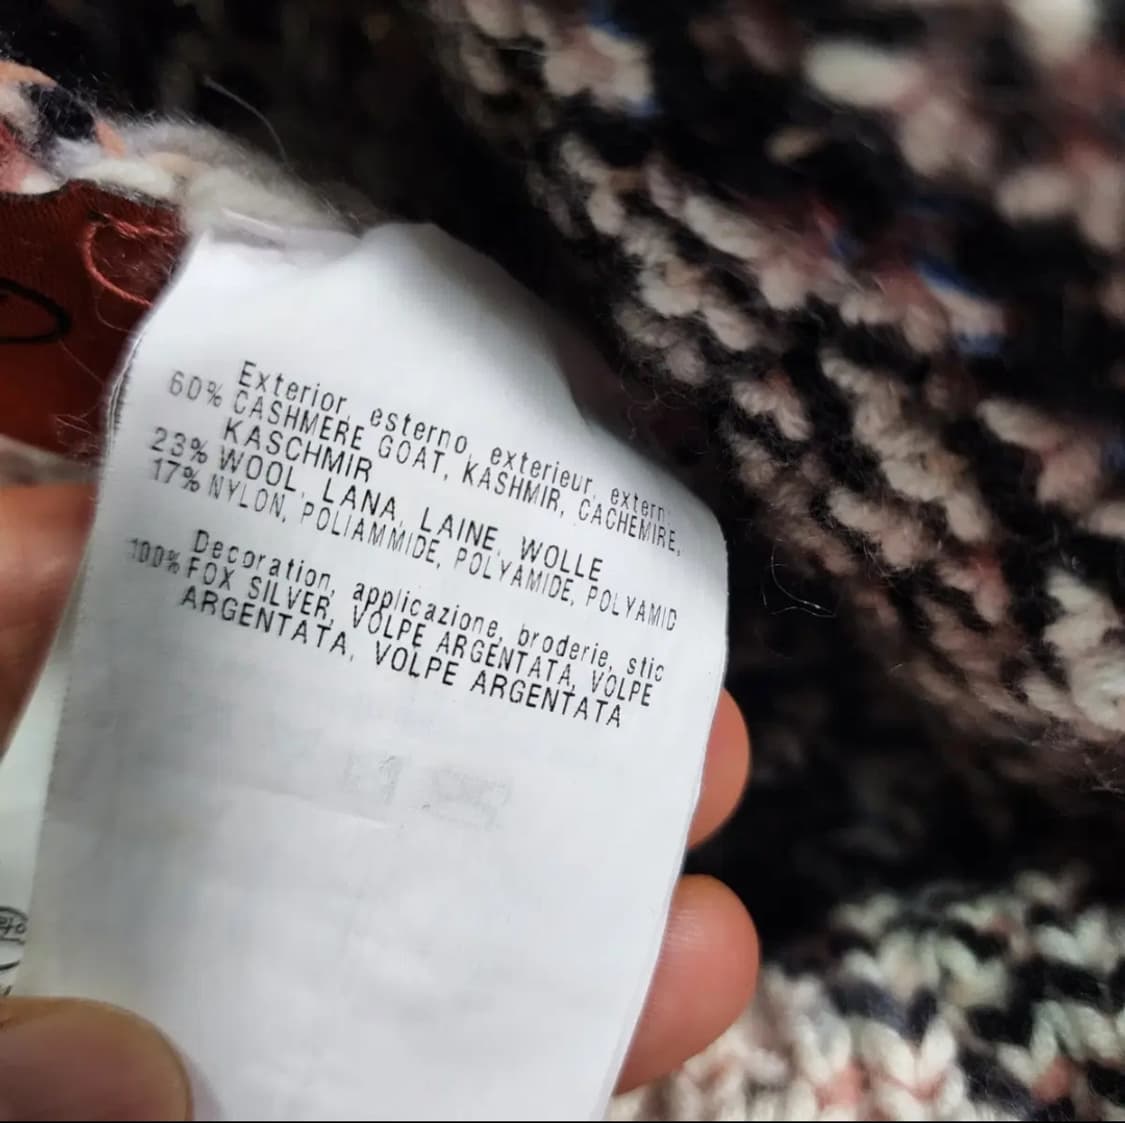 Exterior, esterno, exterieur, extern,
60% CASHMERE GOAT, KASHMIR, CACHEMIRE,
KASCHMIR
23% WOOL, LANA, LAINE, WOLLE
17% NYLON, POLIAMMIDE, POLYAMIDE, POLYAMID
Decoration, applicazione, broderie, stic
100% FOX SILVER, VOLPE ARGENTATA, VOLPE
ARGENTATA, VOLPE ARGENTATA